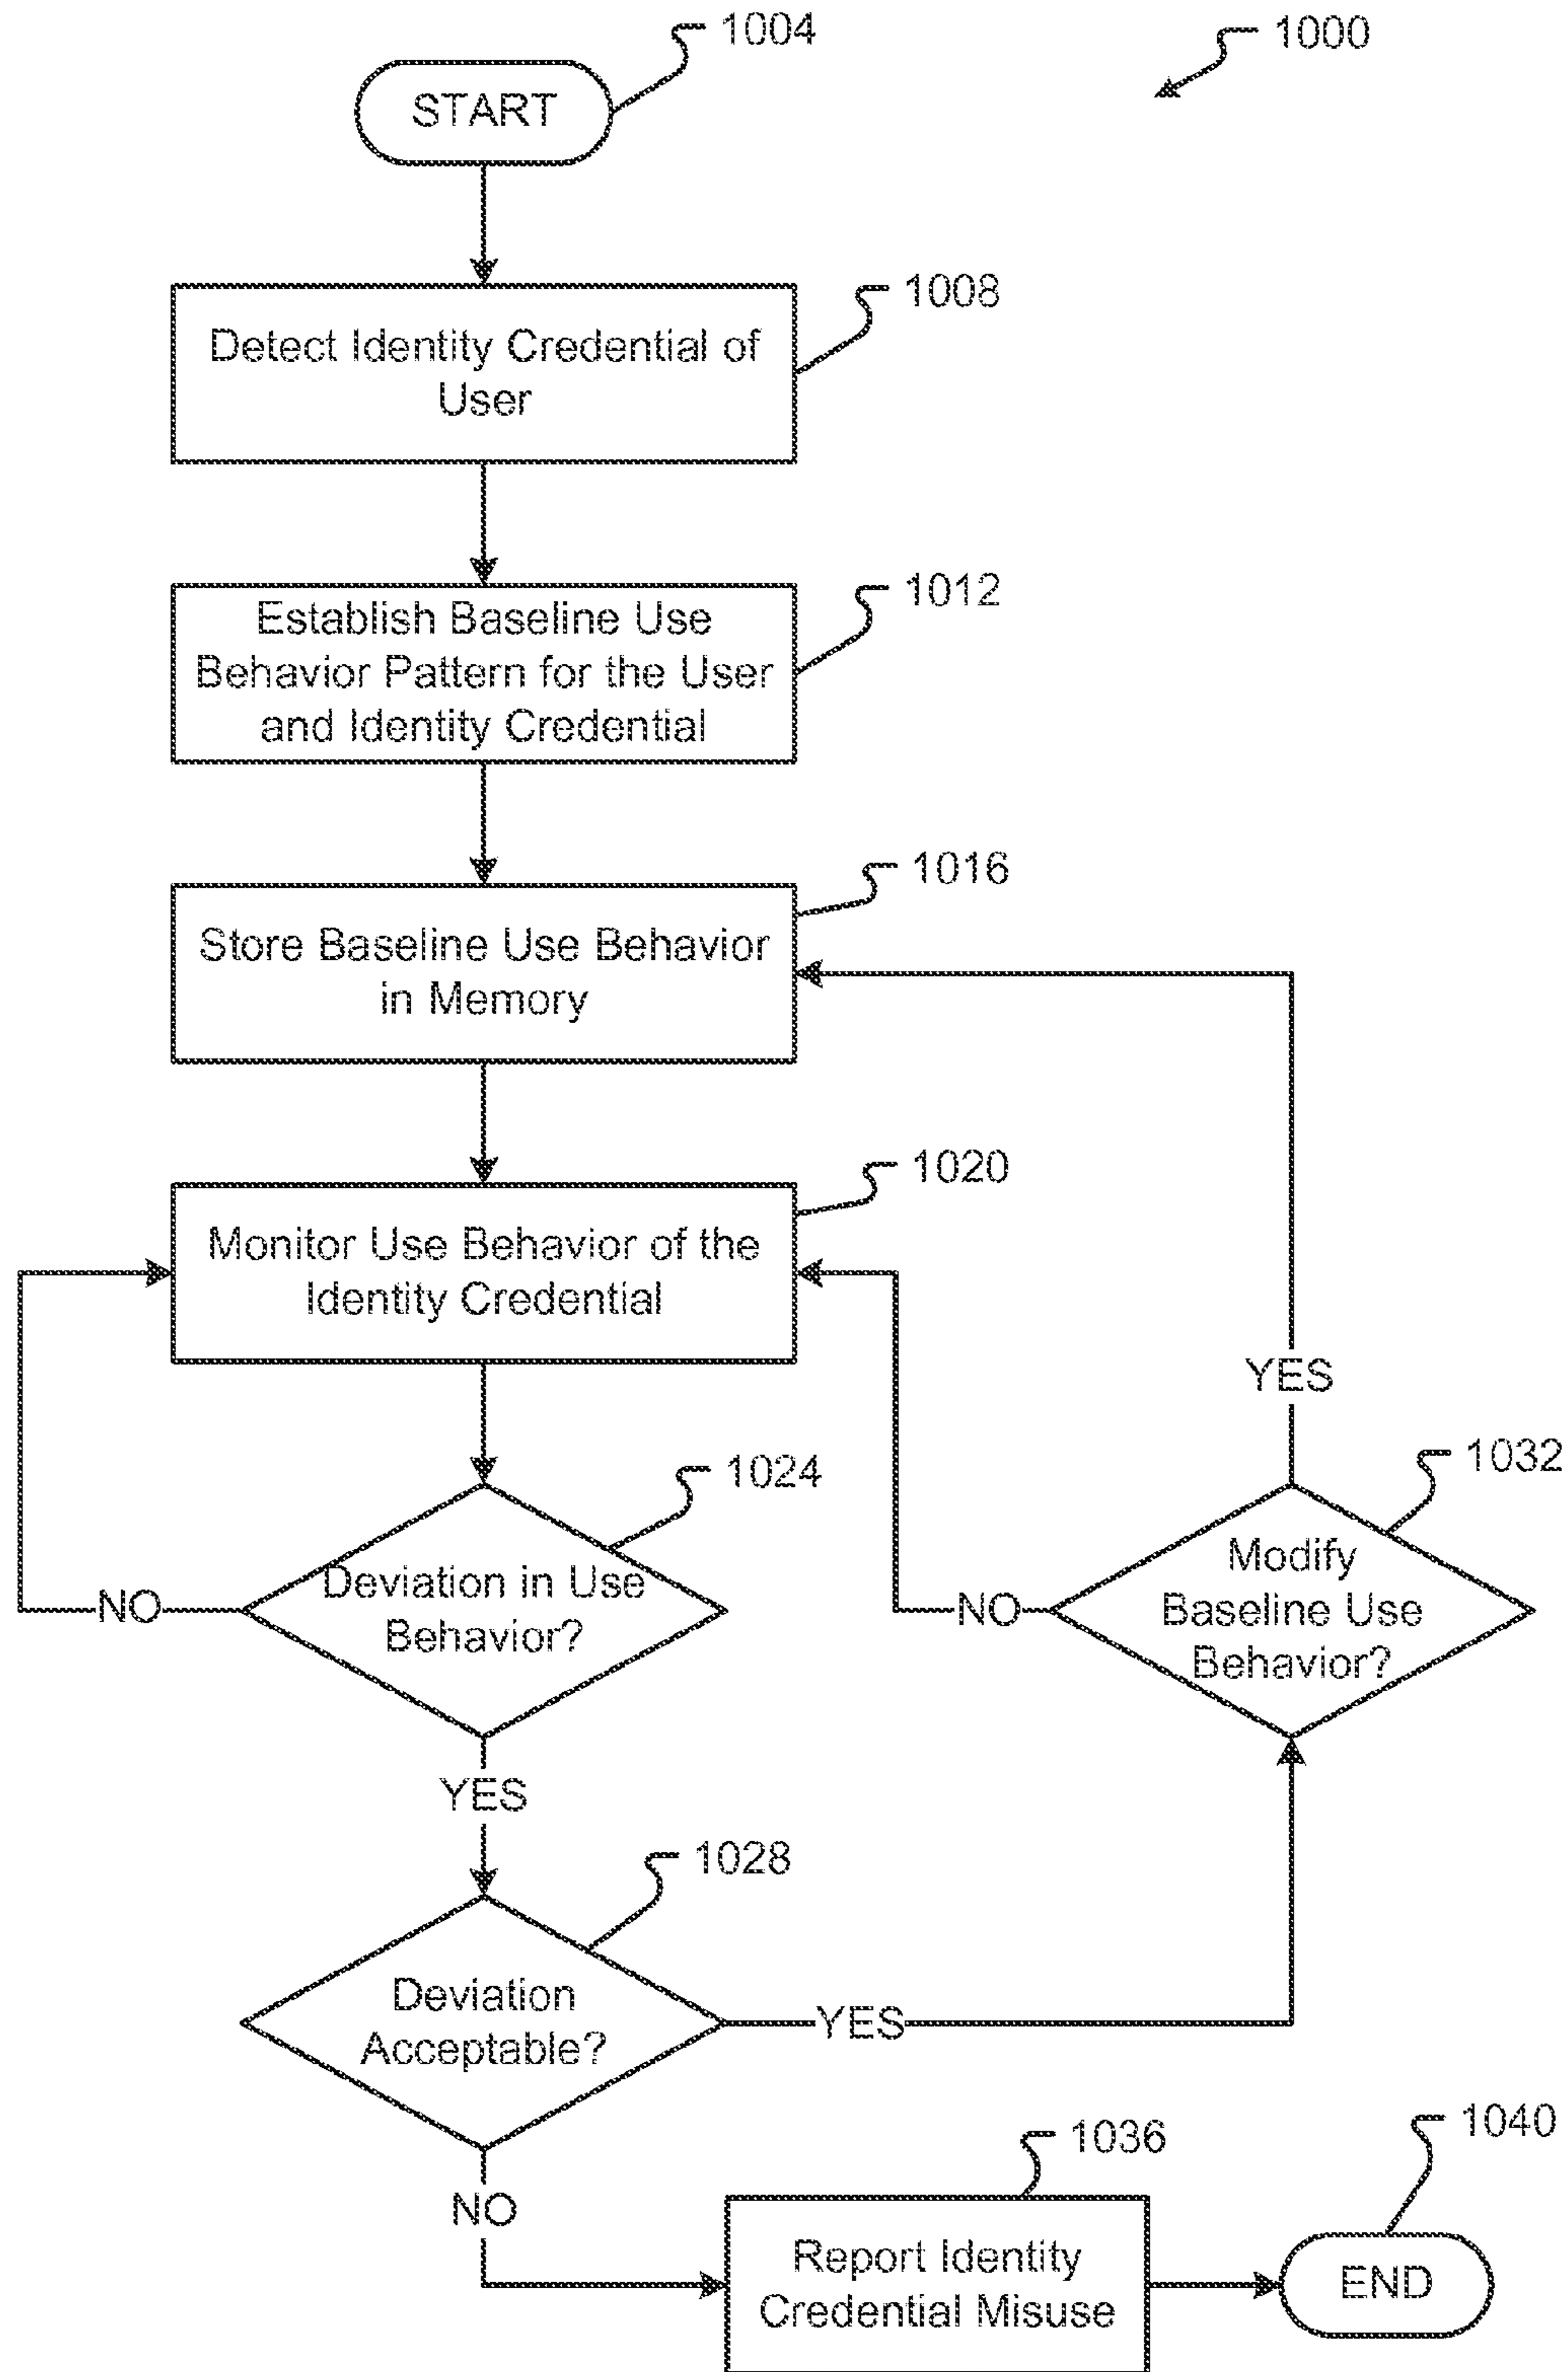 1004
1000
START
1008
Detect Identity Credential of
User
1012
Establish Baseline Use
Behavior Pattern for the User
and Identity Credential
1016
Store Baseline Use Behavior
in Memory
1020
Monitor Use Behavior of the
Identity Credential
YES
1024
1032
Deviation in Use
Behavior?
NO
Modify
Baseline Use
Behavior?
NO
YES
1028
Deviation
Acceptable?
YES
NO
1036
1040
Report Identity
Credential Misuse
END